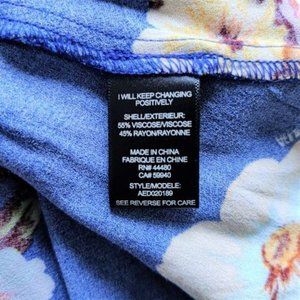 I WILL KEEP CHANGING
POSITIVELY
SHELL/EXTERIEUR:
55% VISCOSE/VISCOSE
45% RAYON/RAYONNE
MADE IN CHINA
FABRIQUE EN CHINE
RN# 44480
CA# 59940
STYLE/MODELE:
AED020189
SEE REVERSE FOR CARE